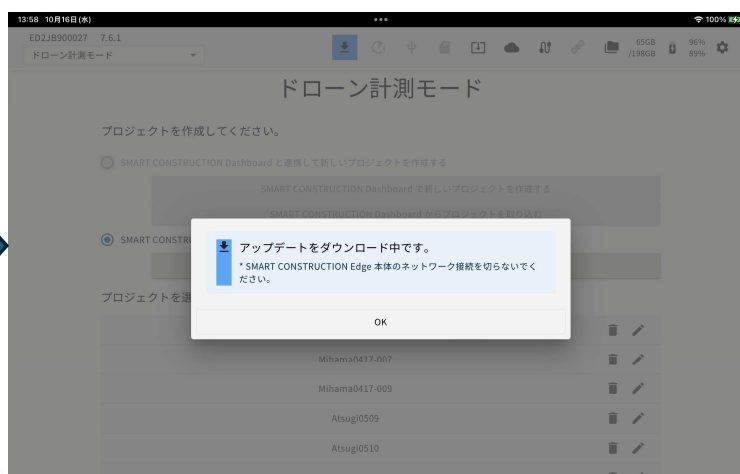 13:58 10月16日(水)
100%
ED2JB900027 7.6.1
ドローン計測モード
65GB
/198GB
96%
89%
ドローン計測モード
プロジェクトを作成してください。
SMART CONSTRUCTION Dashboard と連携して新しいプロジェクトを作成する
SMART CONSTRUCTION Dashboard で新しいプロジェクトを作成する
SMART CONSTRUCTION Dashboard からプロジェクトを取り込む
SMART CONSTRU
アップデートをダウンロード中です。
* SMART CONSTRUCTION Edge 本体のネットワーク接続を切らないでく
ださい。
プロジェクトを選
OK
Mihama0417-007
Mihama0417-009
Atsugi0509
Atsugi0510